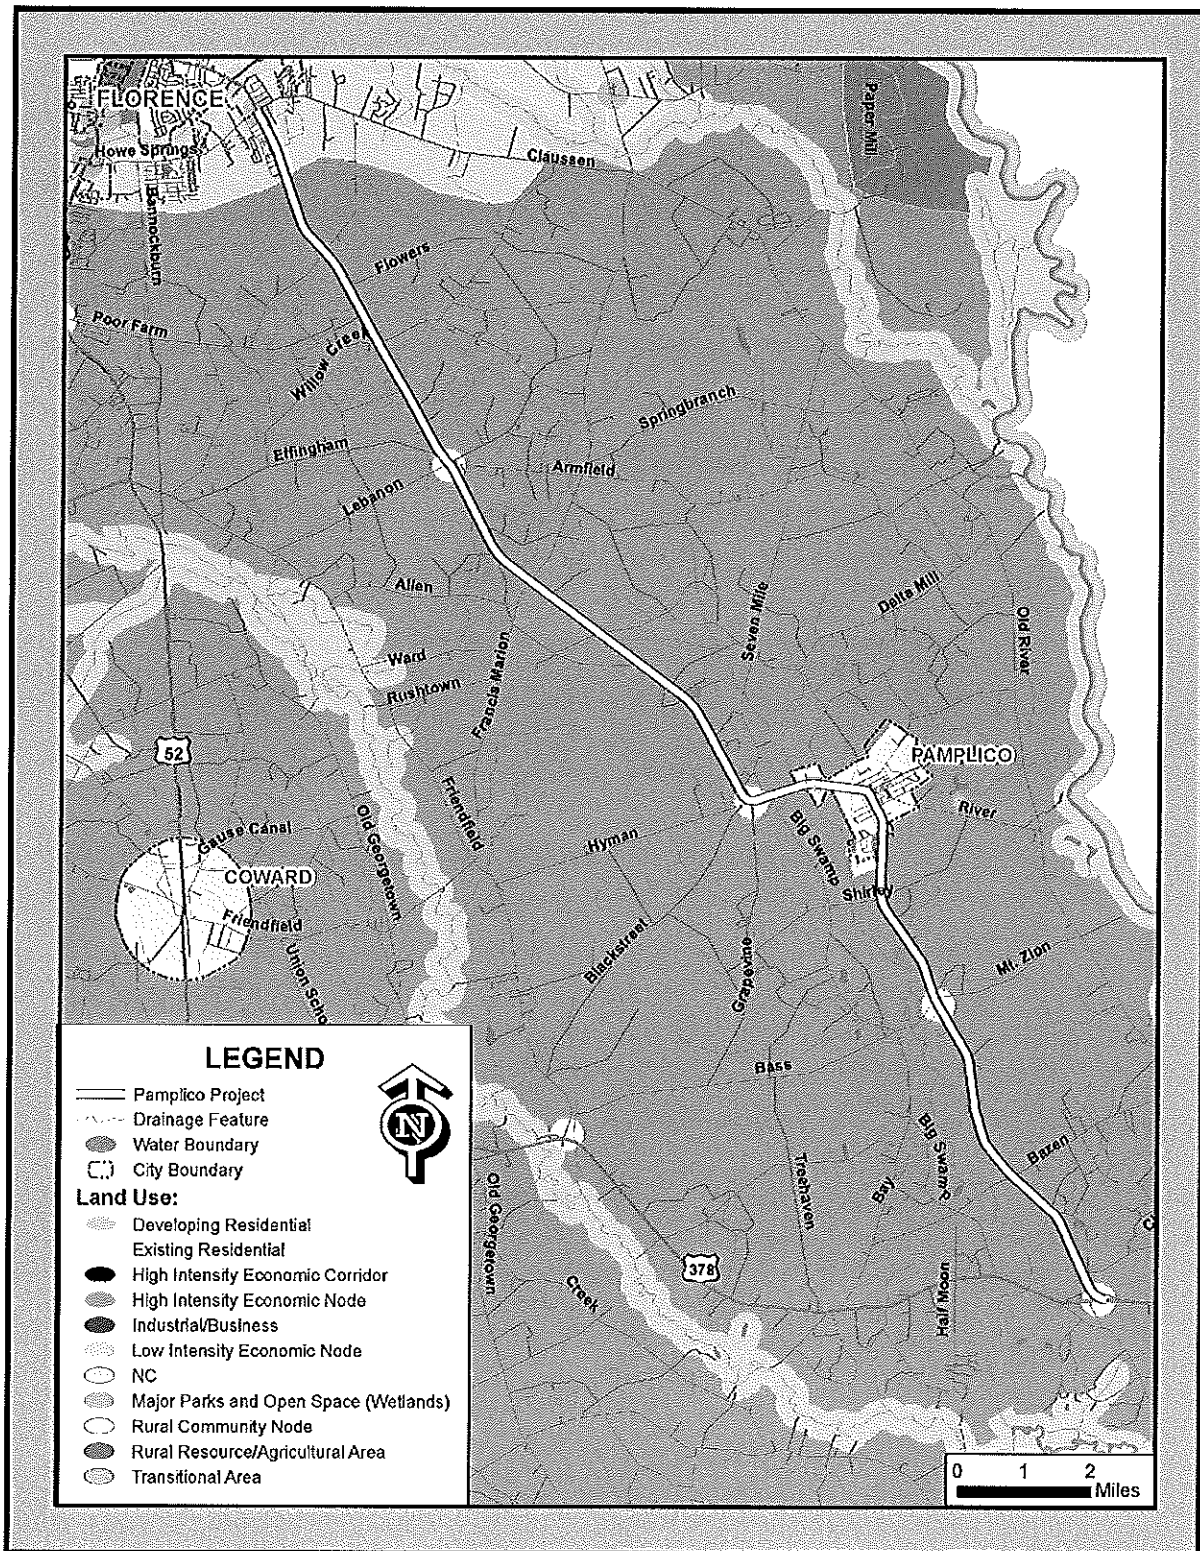 FLORENCE
Howe Springs
Bannockburn
Claussen
Paper Mill
Flowers
Poor Farm
Willow Creek
Springbranch
Effingham
Armfield
Lebanon
Allen
Seven Mile
Delta Mill
Old River
Ward
Rushtown
Francis Marion
52
PAMPLICO
Friendfield
Old Georgetown
River
Gause Canal
Hyman
Big Swamp
COWARD
Shirley
Friendfield
Blackstreet
Grapevine
Mt. Zion
Union Scho
Bass
Big Swamp
Bazen
Treehaven
Bay
Old Georgetown
378
Creek
Half Moon
LEGEND
N
Pamplico Project
Drainage Feature
Water Boundary
City Boundary
Land Use:
Developing Residential
Existing Residential
High Intensity Economic Corridor
High Intensity Economic Node
Industrial/Business
Low Intensity Economic Node
NC
Major Parks and Open Space (Wetlands)
Rural Community Node
Rural Resource/Agricultural Area
Transitional Area
0 1 2
Miles